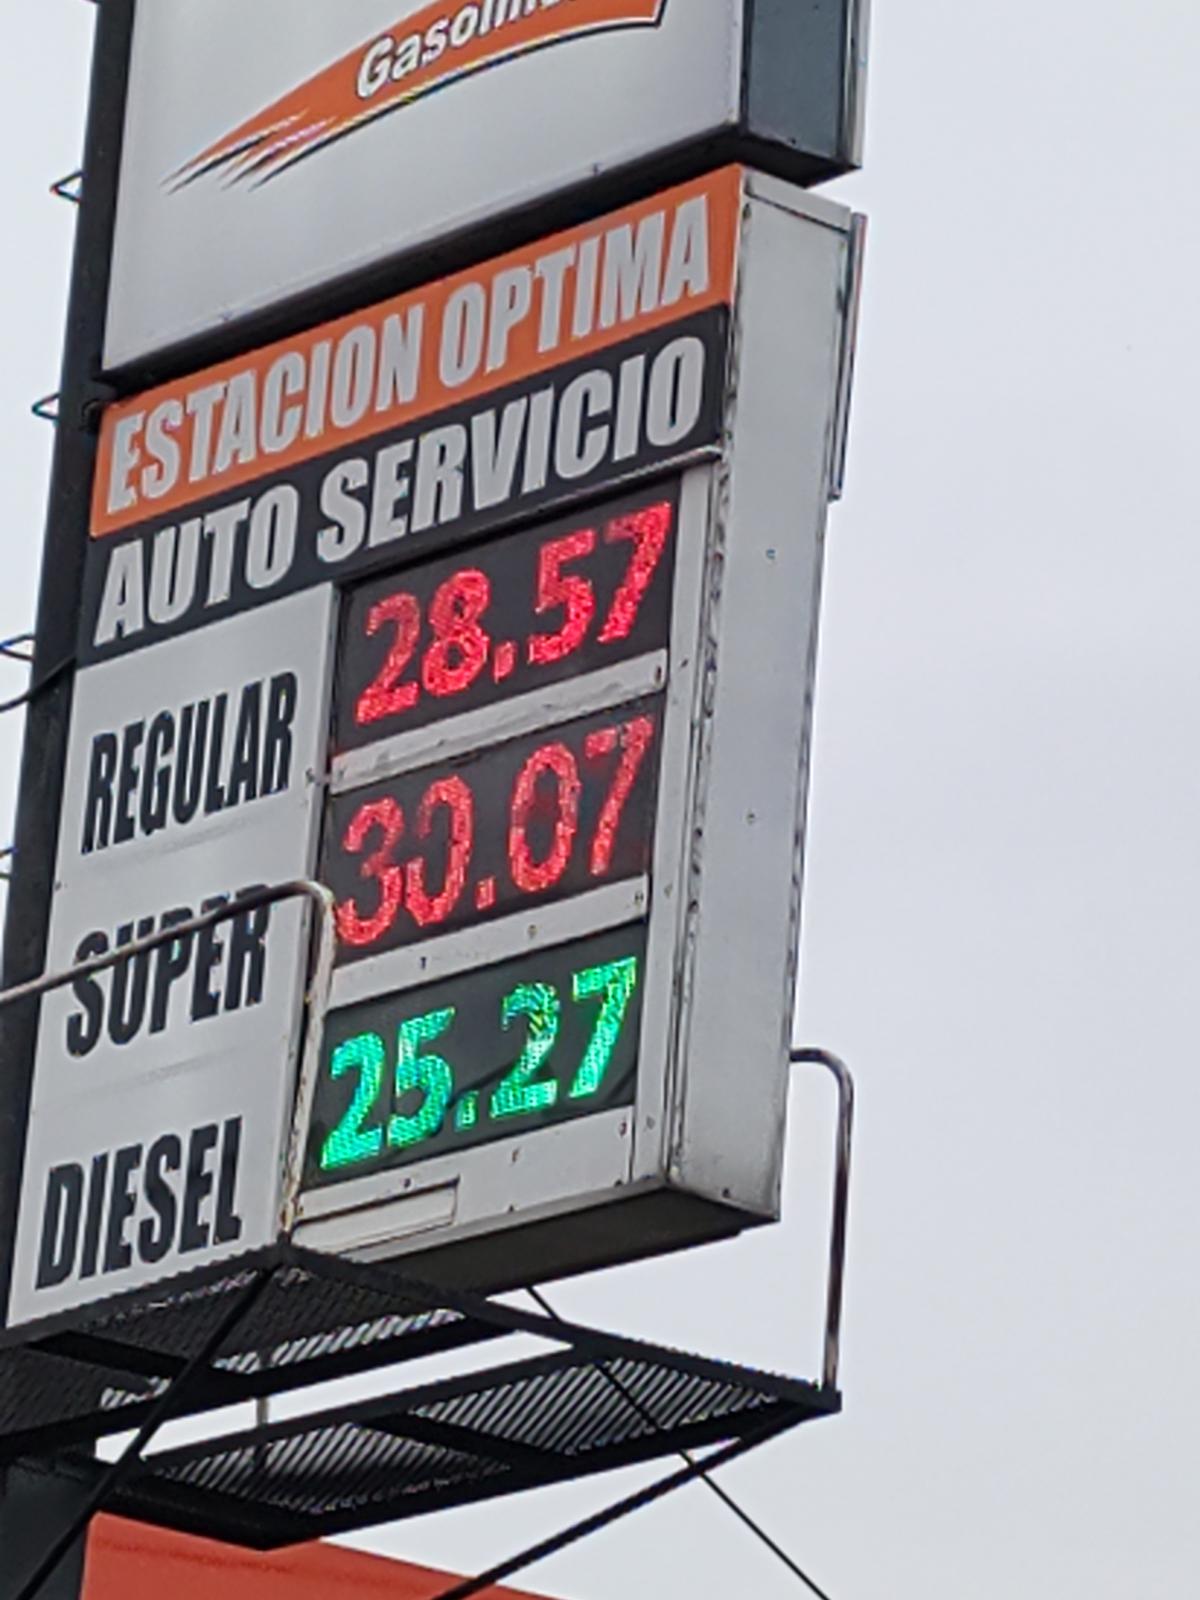 ESTACION OPTIMA
AUTO SERVICIO
REGULAR 28.57
SUPER 30.07
DIESEL 25.27